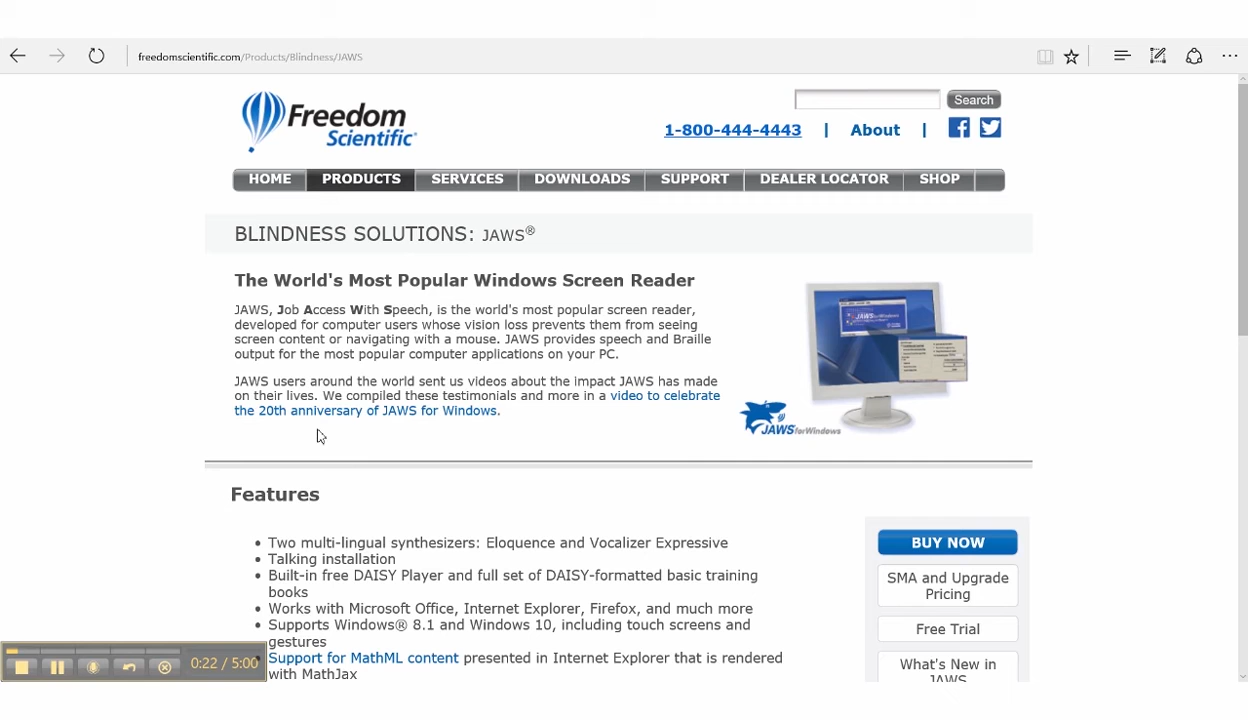 freedomscientific.com/Products/Blindness/JAWS
Freedom
Scientific®
Search
1-800-444-4443 | About |
HOME PRODUCTS SERVICES DOWNLOADS SUPPORT DEALER LOCATOR SHOP
BLINDNESS SOLUTIONS: JAWS®
The World's Most Popular Windows Screen Reader
JAWS, Job Access With Speech, is the world's most popular screen reader,
developed for computer users whose vision loss prevents them from seeing
screen content or navigating with a mouse. JAWS provides speech and Braille
output for the most popular computer applications on your PC.
JAWS users around the world sent us videos about the impact JAWS has made
on their lives. We compiled these testimonials and more in a video to celebrate
the 20th anniversary of JAWS for Windows.
JAWS for Windows
JAWS for Windows
Features
• Two multi-lingual synthesizers: Eloquence and Vocalizer Expressive
• Talking installation
• Built-in free DAISY Player and full set of DAISY-formatted basic training
books
• Works with Microsoft Office, Internet Explorer, Firefox, and much more
• Supports Windows® 8.1 and Windows 10, including touch screens and
gestures
• Support for MathML content presented in Internet Explorer that is rendered
with MathJax
BUY NOW
SMA and Upgrade
Pricing
Free Trial
What's New in
JAWS
0:22 / 5:00